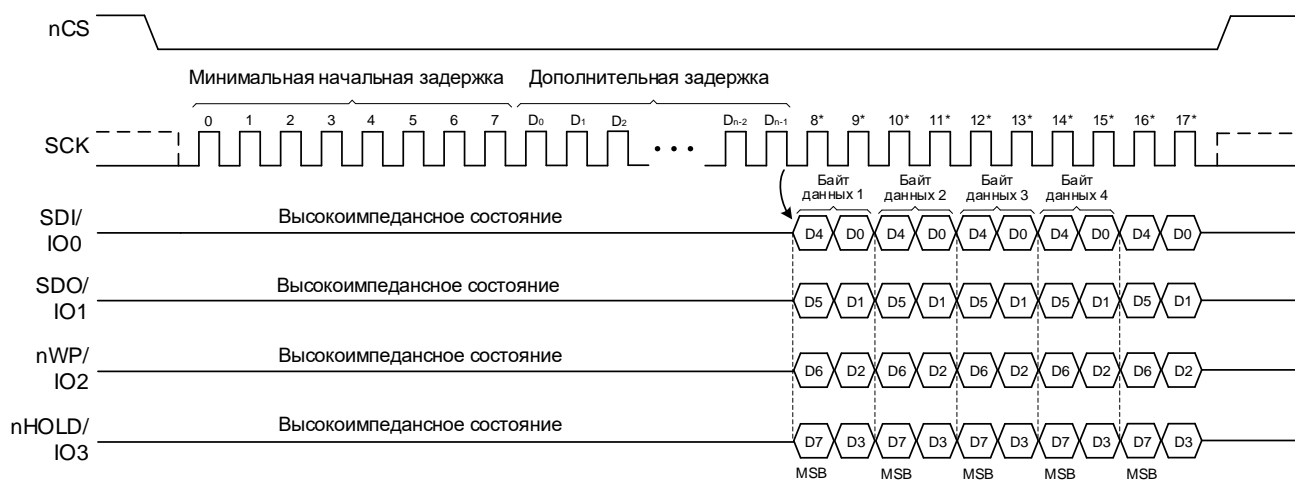 nCS
Минимальная начальная задержка Дополнительная задержка
0 1 2 3 4 5 6 7 D0 D1 D2 Dn-2 Dn-1 8* 9* 10* 11* 12* 13* 14* 15* 16* 17*
SCK
• • •
Байт данных 1
Байт данных 2
Байт данных 3
Байт данных 4
SDI/
IO0
Высокоимпедансное состояние
D4 D0 D4 D0 D4 D0 D4 D0 D4 D0
SDO/
IO1
Высокоимпедансное состояние
D5 D1 D5 D1 D5 D1 D5 D1 D5 D1
nWP/
IO2
Высокоимпедансное состояние
D6 D2 D6 D2 D6 D2 D6 D2 D6 D2
nHOLD/
IO3
Высокоимпедансное состояние
D7 D3 D7 D3 D7 D3 D7 D3 D7 D3
MSB MSB MSB MSB MSB